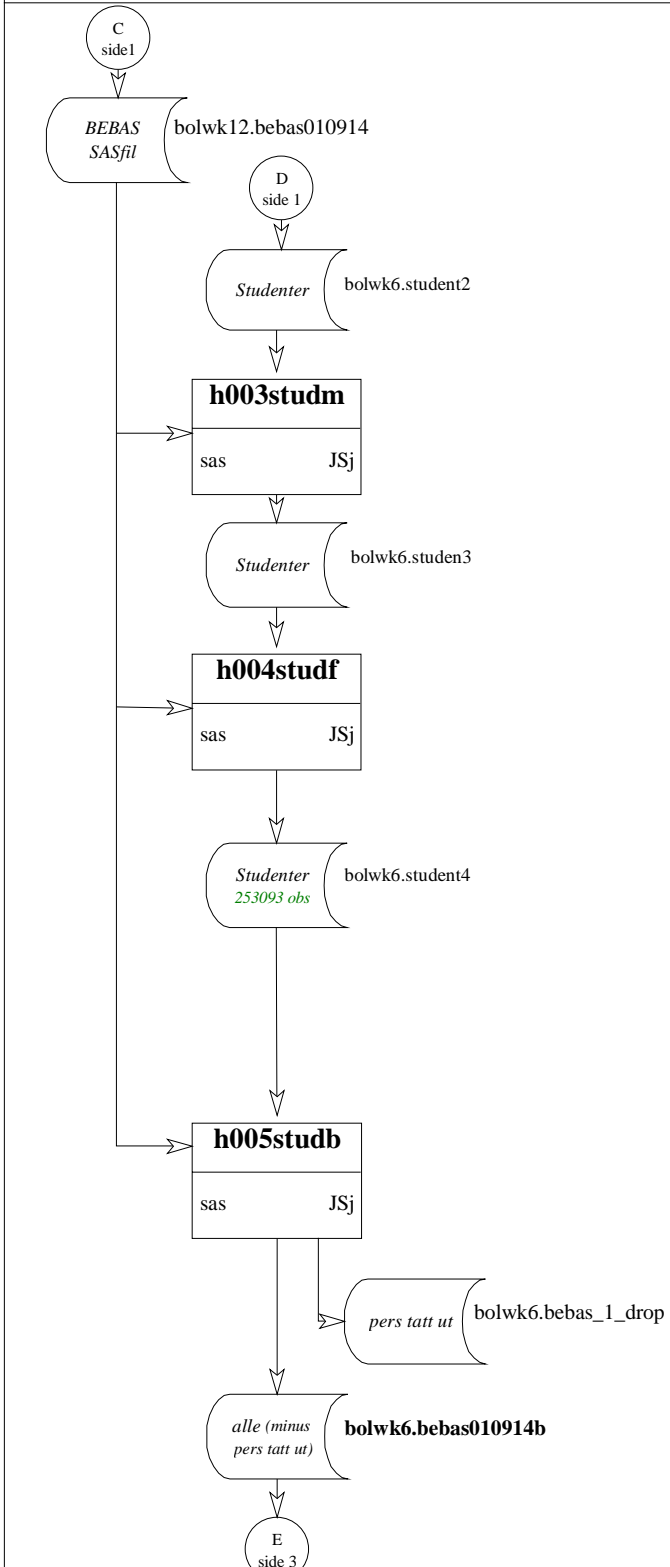 C
side1
BEBAS
SASfil
bolwk12.bebas010914
D
side 1
Studenter
bolwk6.student2
h003studm
sas JSj
Studenter
bolwk6.studen3
h004studf
sas JSj
Studenter
253093 obs
bolwk6.student4
h005studb
sas JSj
pers tatt ut
bolwk6.bebas_1_drop
alle (minus
pers tatt ut)
bolwk6.bebas010914b
E
side 3